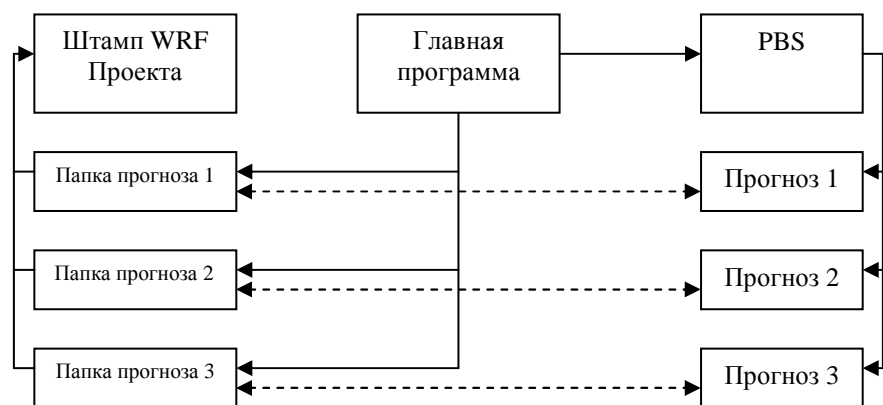 Штамп WRF
Проекта
Главная
программа
PBS
Папка прогноза 1
Прогноз 1
Папка прогноза 2
Прогноз 2
Папка прогноза 3
Прогноз 3